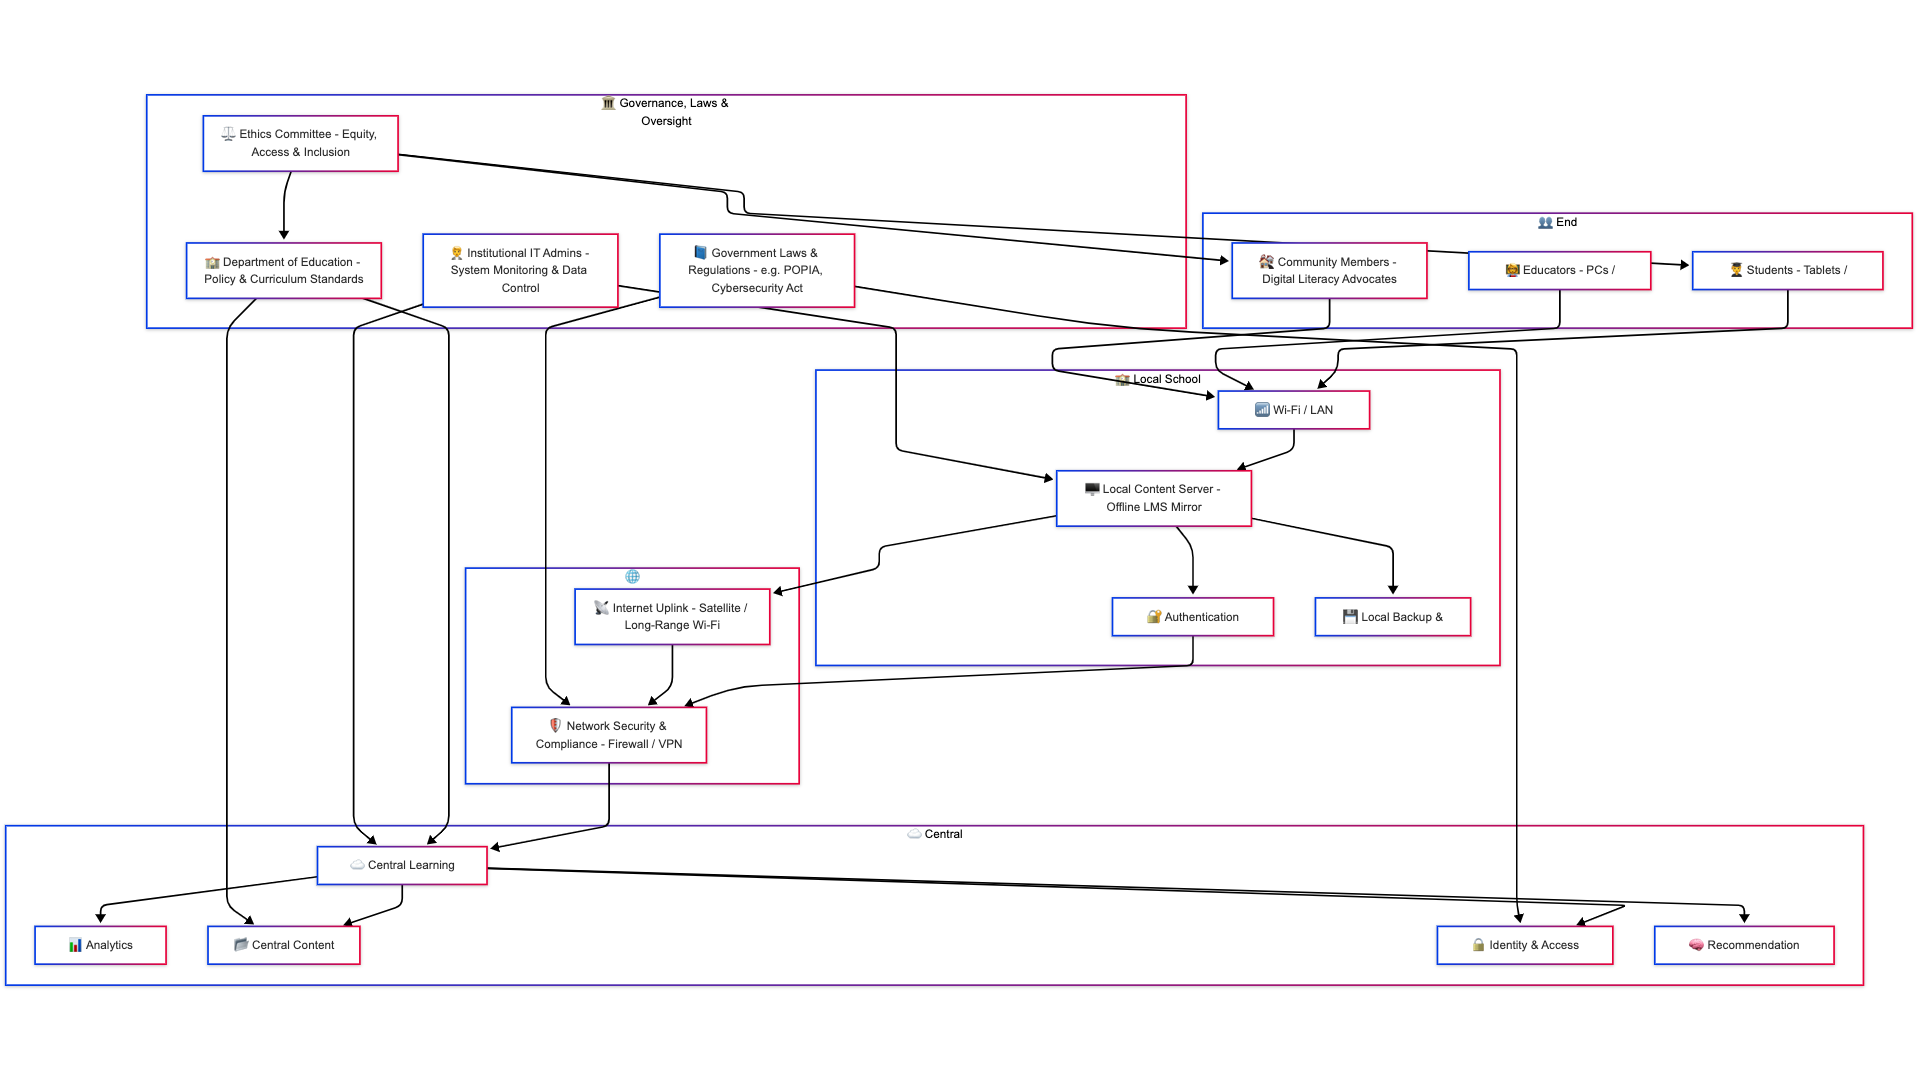 🏛️ Governance, Laws &
Oversight
⚖️ Ethics Committee - Equity,
Access & Inclusion
🏫 Department of Education -
Policy & Curriculum Standards
👨‍💼 Institutional IT Admins -
System Monitoring & Data
Control
📘 Government Laws &
Regulations - e.g. POPIA,
Cybersecurity Act
👥 End
Community Members -
Digital Literacy Advocates
👩‍🏫 Educators - PCs /
👨‍🎓 Students - Tablets /
🏫 Local School
📶 Wi-Fi / LAN
🖥️ Local Content Server -
Offline LMS Mirror
🔐 Authentication
💾 Local Backup &
🌐
📡 Internet Uplink - Satellite /
Long-Range Wi-Fi
🛡️ Network Security &
Compliance - Firewall / VPN
☁️ Central
☁️ Central Learning
📊 Analytics
📂 Central Content
🔒 Identity & Access
🧠 Recommendation